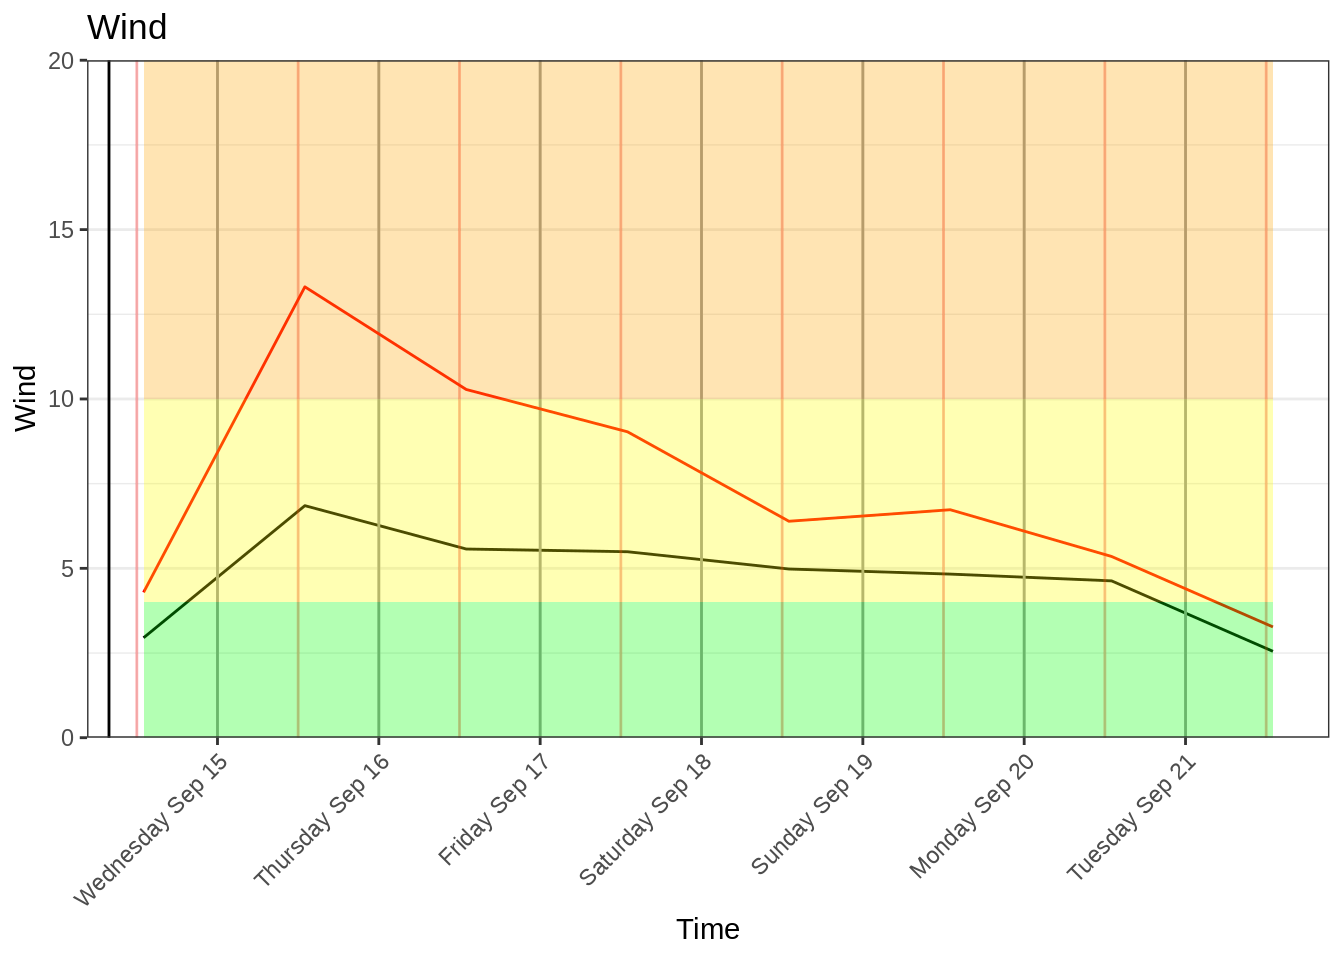 Wind
20
15
10
5
0
Wind
Wednesday Sep 15
Thursday Sep 16
Friday Sep 17
Saturday Sep 18
Sunday Sep 19
Monday Sep 20
Tuesday Sep 21
Time